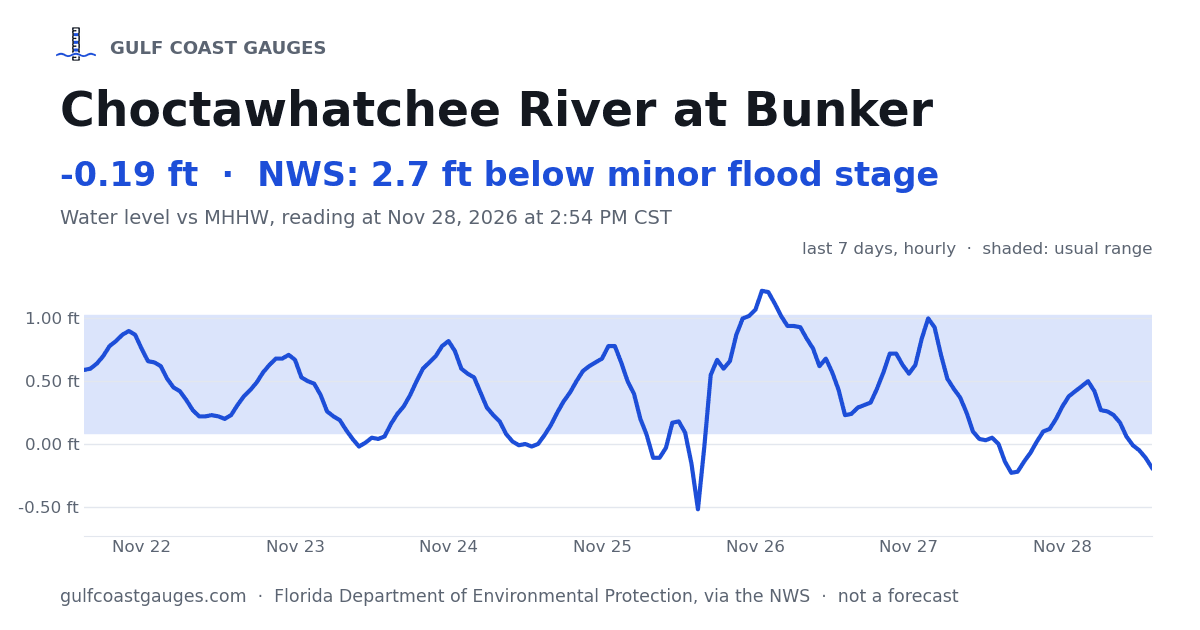 GULF COAST GAUGES
Choctawhatchee River at Bunker
-0.19 ft · NWS: 2.7 ft below minor flood stage
Water level vs MHHW, reading at Nov 28, 2026 at 2:54 PM CST
last 7 days, hourly · shaded: usual range
1.00 ft
0.50 ft
0.00 ft
-0.50 ft
Nov 22 Nov 23 Nov 24 Nov 25 Nov 26 Nov 27 Nov 28
gulfcoastgauges.com · Florida Department of Environmental Protection, via the NWS · not a forecast